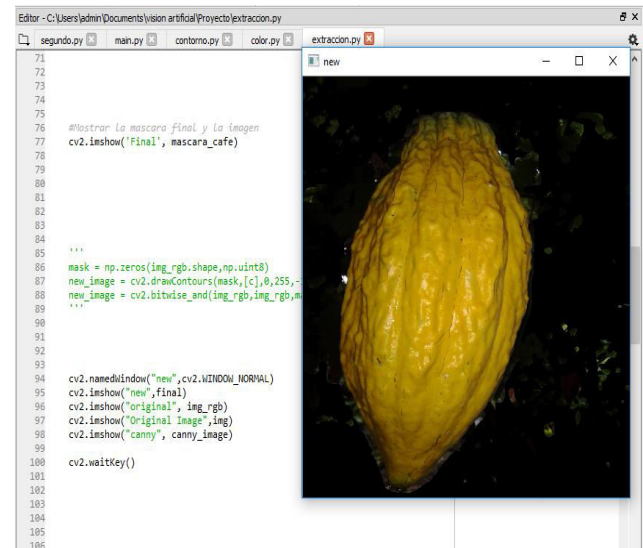 Editor - C:\Users\admin\Documents\vision artificial\Proyecto\extraccion.py
segundo.py main.py contorno.py color.py extraccion.py
new
71
72
73
74
75
76 #Mostrar la mascara final y la imagen
77 cv2.imshow('Final', mascara_cafe)
78
79
80
81
82
83
84
85 '''
86 mask = np.zeros(img_rgb.shape,np.uint8)
87 new_image = cv2.drawContours(mask,[c],0,255,-
88 new_image = cv2.bitwise_and(img_rgb,img_rgb,m
89 '''
90
91
92
93
94 cv2.namedWindow("new",cv2.WINDOW_NORMAL)
95 cv2.imshow("new",final)
96 cv2.imshow("original", img_rgb)
97 cv2.imshow("Original Image",img)
98 cv2.imshow("canny", canny_image)
99
100 cv2.waitKey()
101
102
103
104
105
106